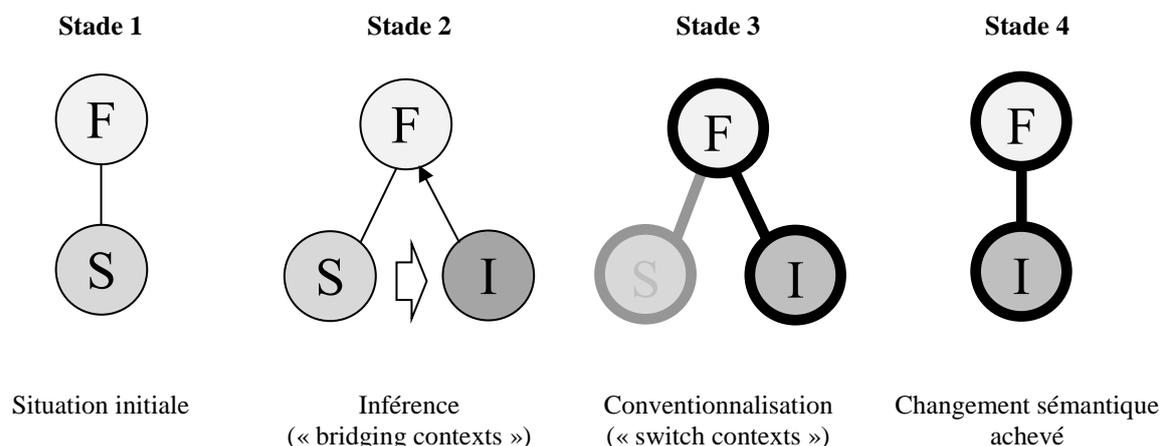 Stade 1
Stade 2
Stade 3
Stade 4
F
F
F
F
S
S
I
S
I
I
Situation initiale
Inférence
(« bridging contexts »)
Conventionnalisation
(« switch contexts »)
Changement sémantique
achevé